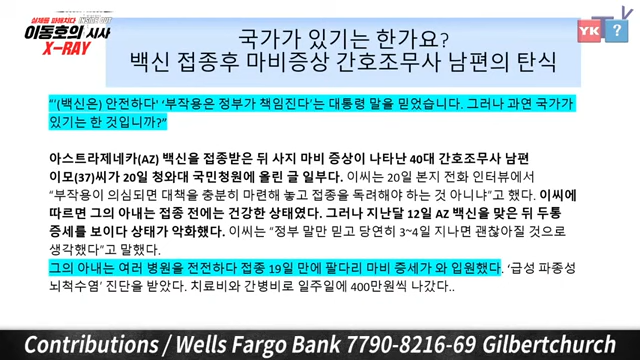 실체를 파헤치다 INSIDE OUT
이동호의 시사
X-RAY
YK TV ?
국가가 있기는 한가요?
백신 접종후 마비증상 간호조무사 남편의 탄식
“‘(백신은) 안전하다’ ‘부작용은 정부가 책임진다’는 대통령 말을 믿었습니다. 그러나 과연 국가가
있기는 한 것입니까?”
아스트라제네카(AZ) 백신을 접종받은 뒤 사지 마비 증상이 나타난 40대 간호조무사 남편
이모(37)씨가 20일 청와대 국민청원에 올린 글 일부다. 이씨는 20일 본지 전화 인터뷰에서
“부작용이 의심되면 대책을 충분히 마련해 놓고 접종을 독려해야 하는 것 아니냐”고 했다. 이씨에
따르면 그의 아내는 접종 전에는 건강한 상태였다. 그러나 지난달 12일 AZ 백신을 맞은 뒤 두통
증세를 보이다 상태가 악화했다. 이씨는 “정부 말만 믿고 당연히 3~4일 지나면 괜찮아질 것으로
생각했다”고 말했다.
그의 아내는 여러 병원을 전전하다 접종 19일 만에 팔다리 마비 증세가 와 입원했다. ‘급성 파종성
뇌척수염’ 진단을 받았다. 치료비와 간병비로 일주일에 400만원씩 나갔다..
Contributions / Wells Fargo Bank 7790-8216-69 Gilbertchurch